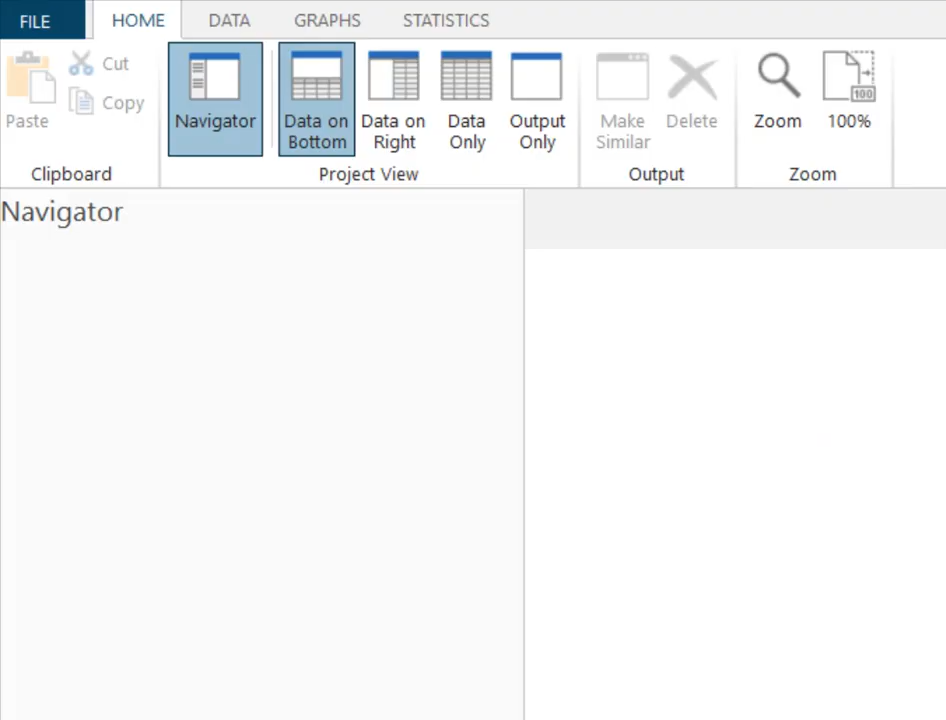 FILE HOME DATA GRAPHS STATISTICS
Paste Cut
Copy
Navigator Data on Bottom Data on Right Data Only Output Only
Make Similar Delete Zoom 100%
Clipboard Project View Output Zoom
Navigator
100